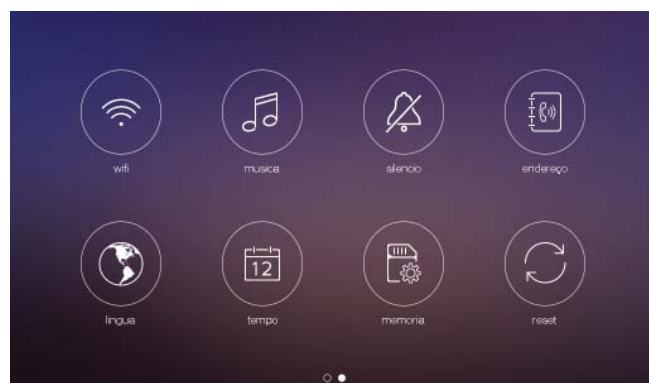 wifi
musica
silencio
endereço
12
lingua
tempo
memoria
reset